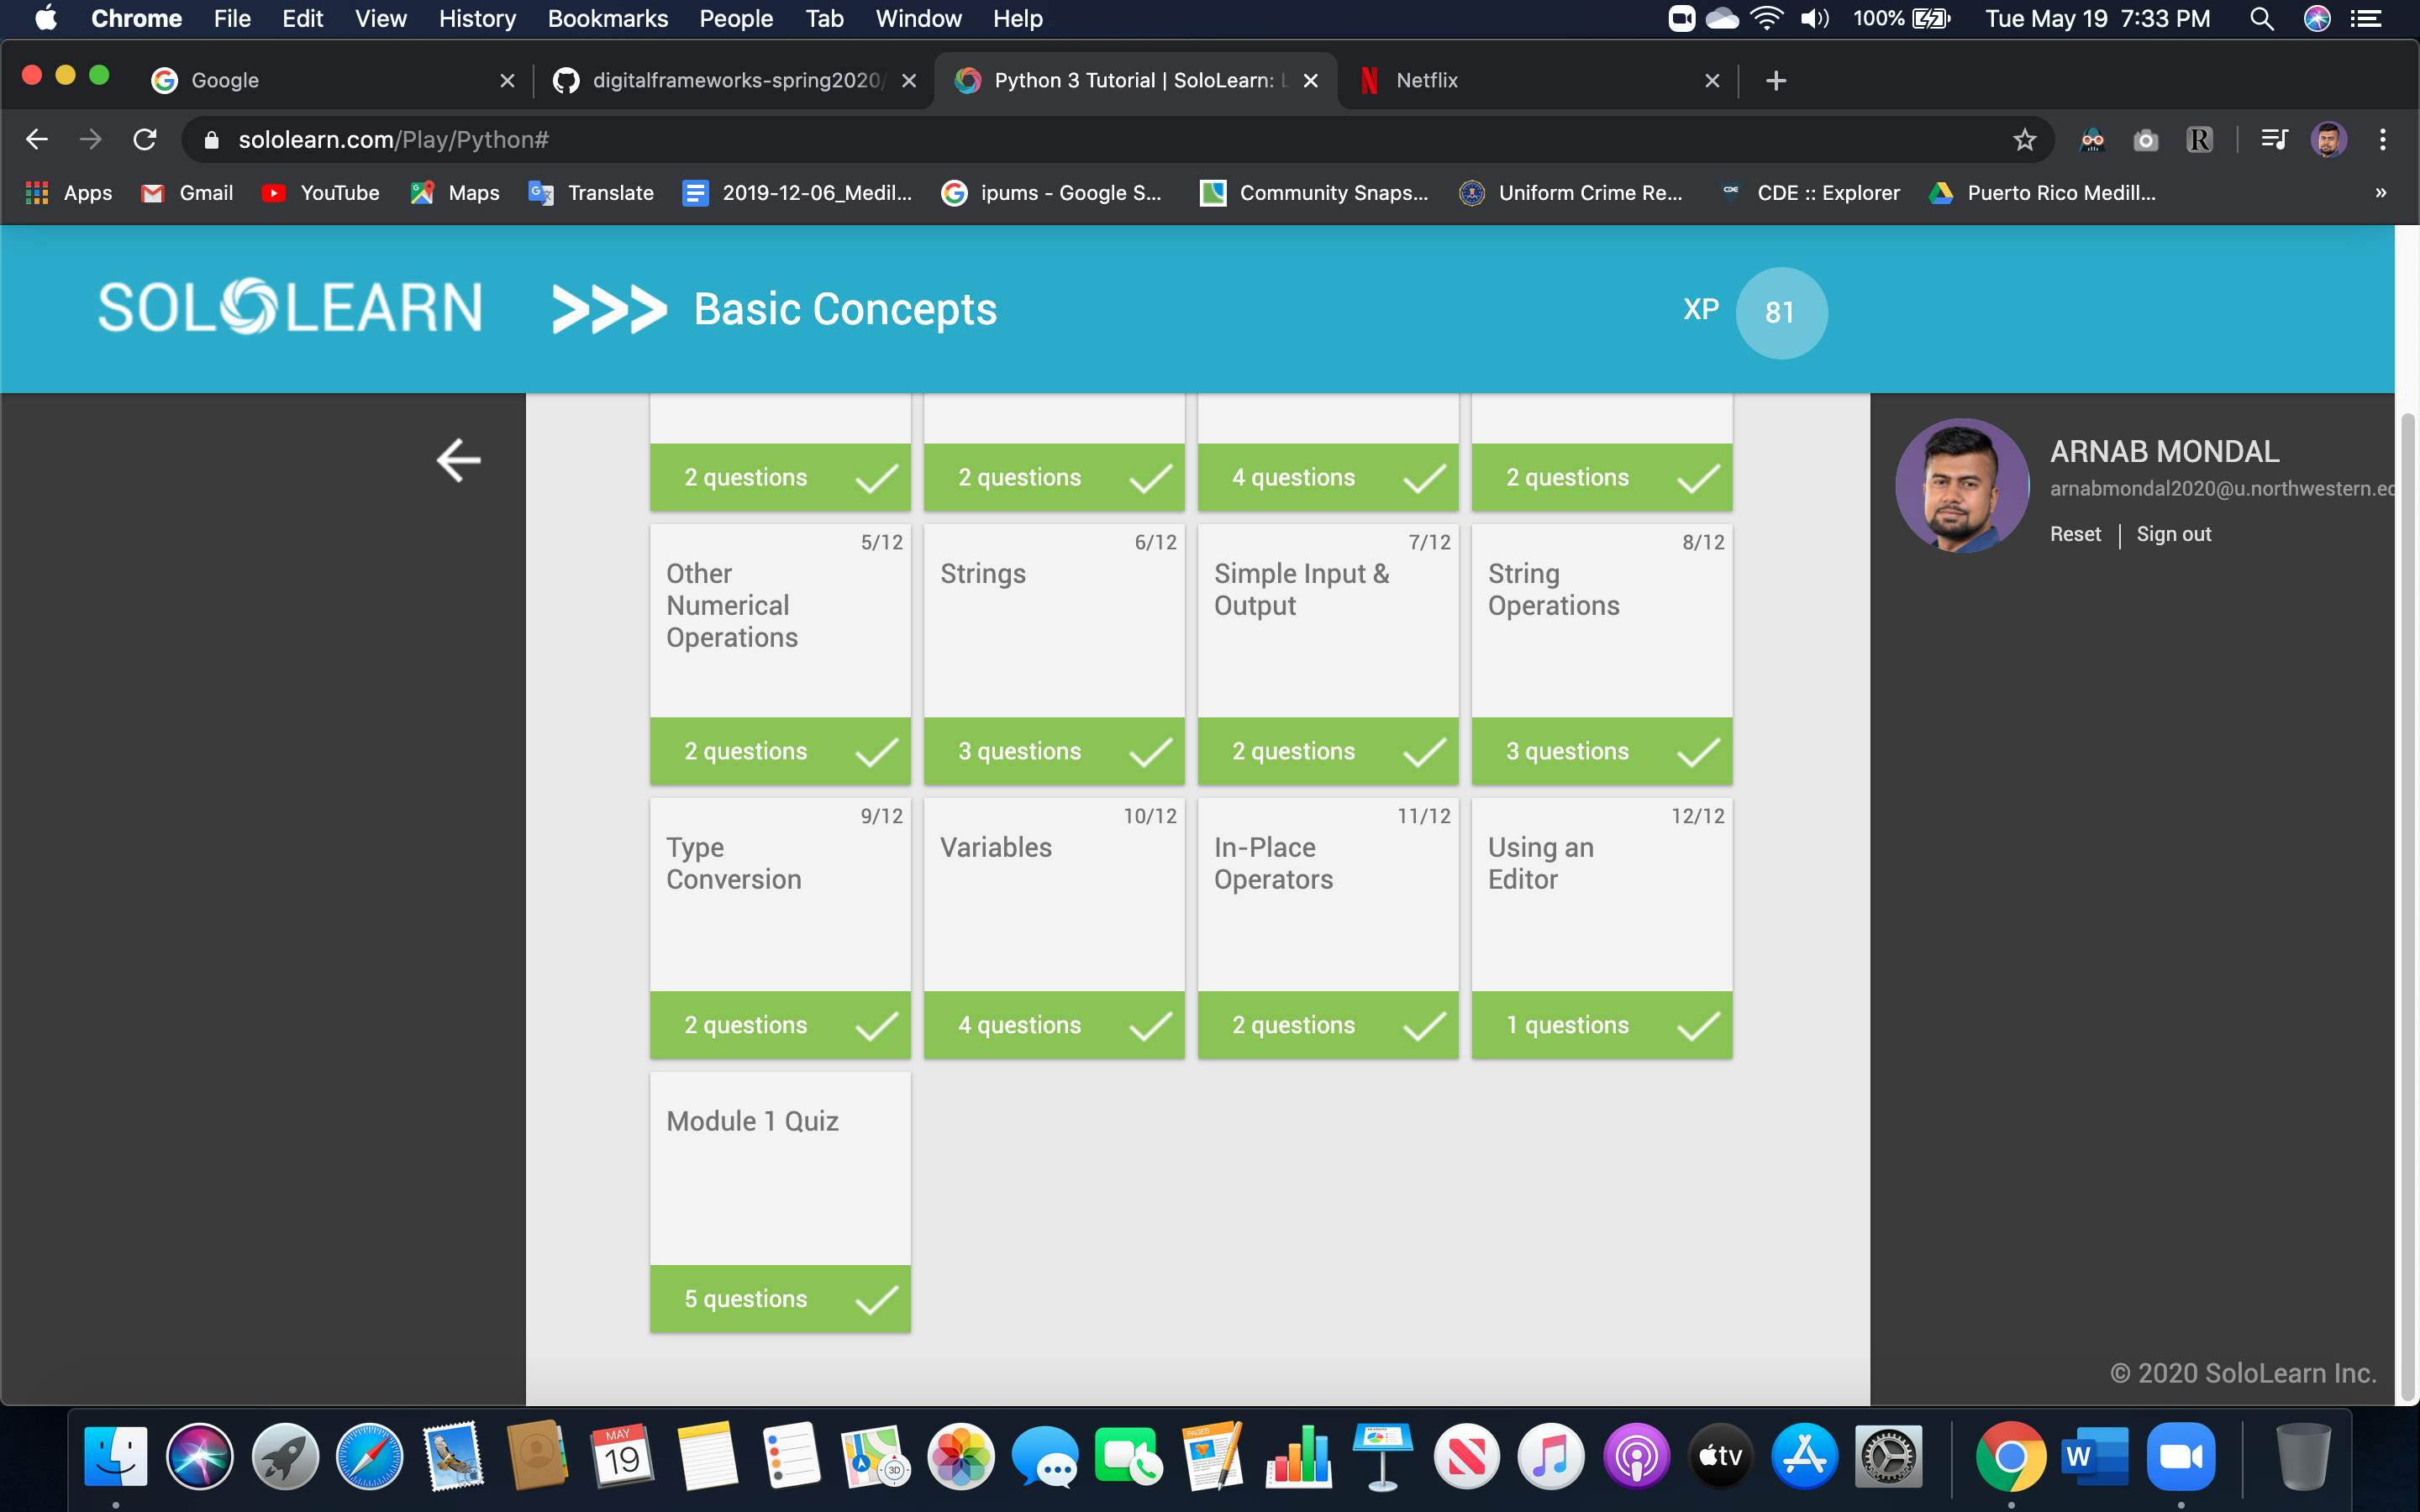 Chrome File Edit View History Bookmarks People Tab Window Help 100% Tue May 19 7:33 PM
Google digitalframeworks-spring2020/ Python 3 Tutorial | SoloLearn: L Netflix
sololearn.com/Play/Python#
Apps Gmail YouTube Maps Translate 2019-12-06_Medil... ipums - Google S... Community Snaps... Uniform Crime Re... CDE :: Explorer Puerto Rico Medill... »
SOLOLEARN >>> Basic Concepts XP 81
ARNAB MONDAL
arnabmondal2020@u.northwestern.ec
Reset | Sign out
2 questions 2 questions 4 questions 2 questions
5/12 6/12 7/12 8/12
Other Strings Simple Input & String
Numerical Output Operations
Operations
2 questions 3 questions 2 questions 3 questions
9/12 10/12 11/12 12/12
Type Variables In-Place Using an
Conversion Operators Editor
2 questions 4 questions 2 questions 1 questions
Module 1 Quiz
5 questions
© 2020 SoloLearn Inc.
MAY
19
3D
PAGES
tv
W